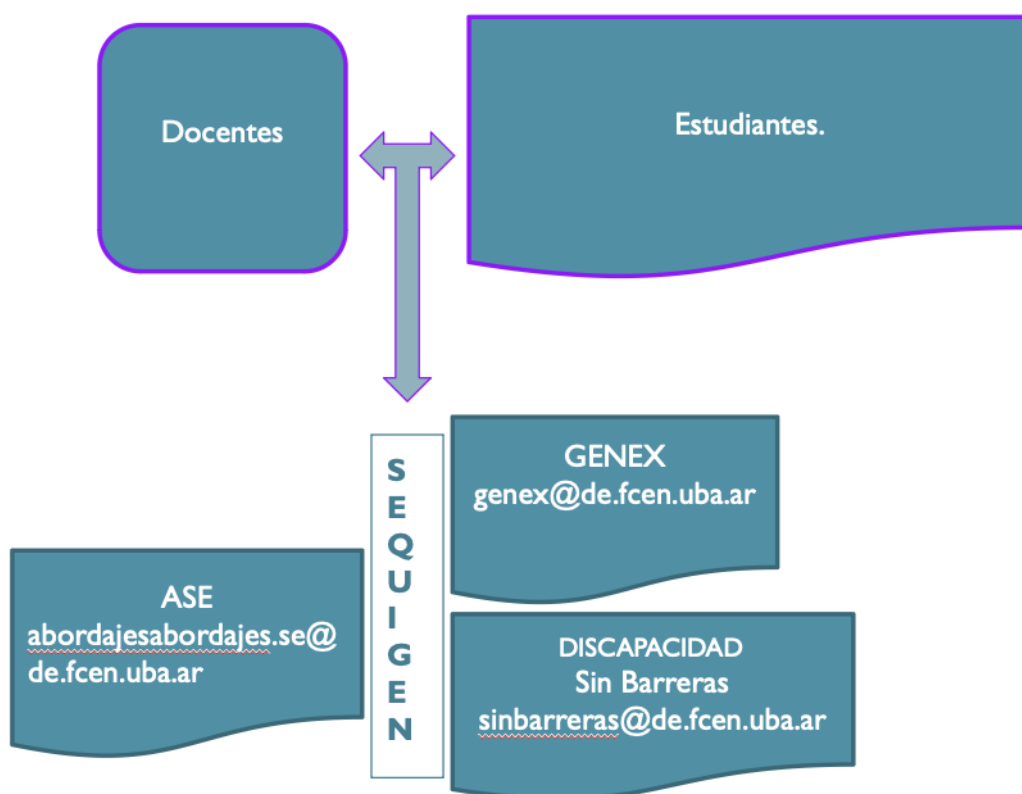 Docentes
Estudiantes.
SEQUIGEN
GENEX
genex@de.fcen.uba.ar
ASE
abordajesabordajes.se@
de.fcen.uba.ar
DISCAPACIDAD
Sin Barreras
sinbarreras@de.fcen.uba.ar